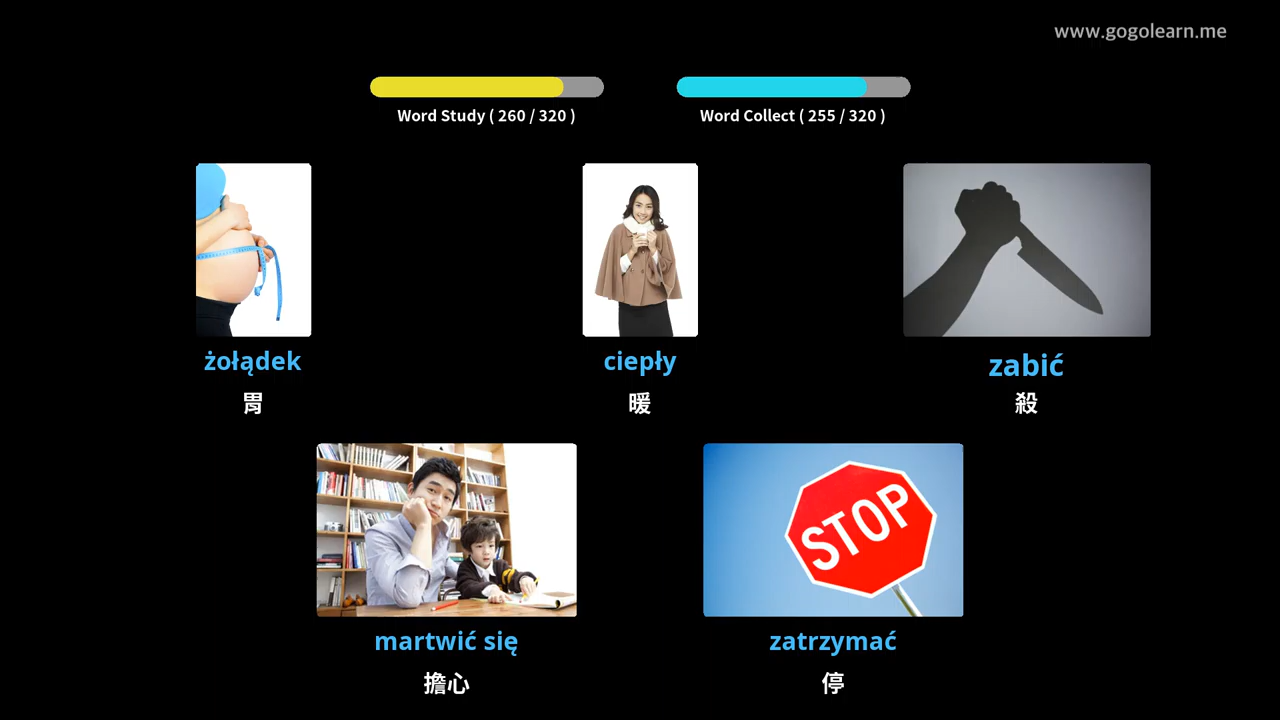 www.gogolearn.me
Word Study ( 260 / 320 )
Word Collect ( 255 / 320 )
żołądek
胃
ciepły
暖
zabić
殺
STOP
martwić się
擔心
zatrzymać
停